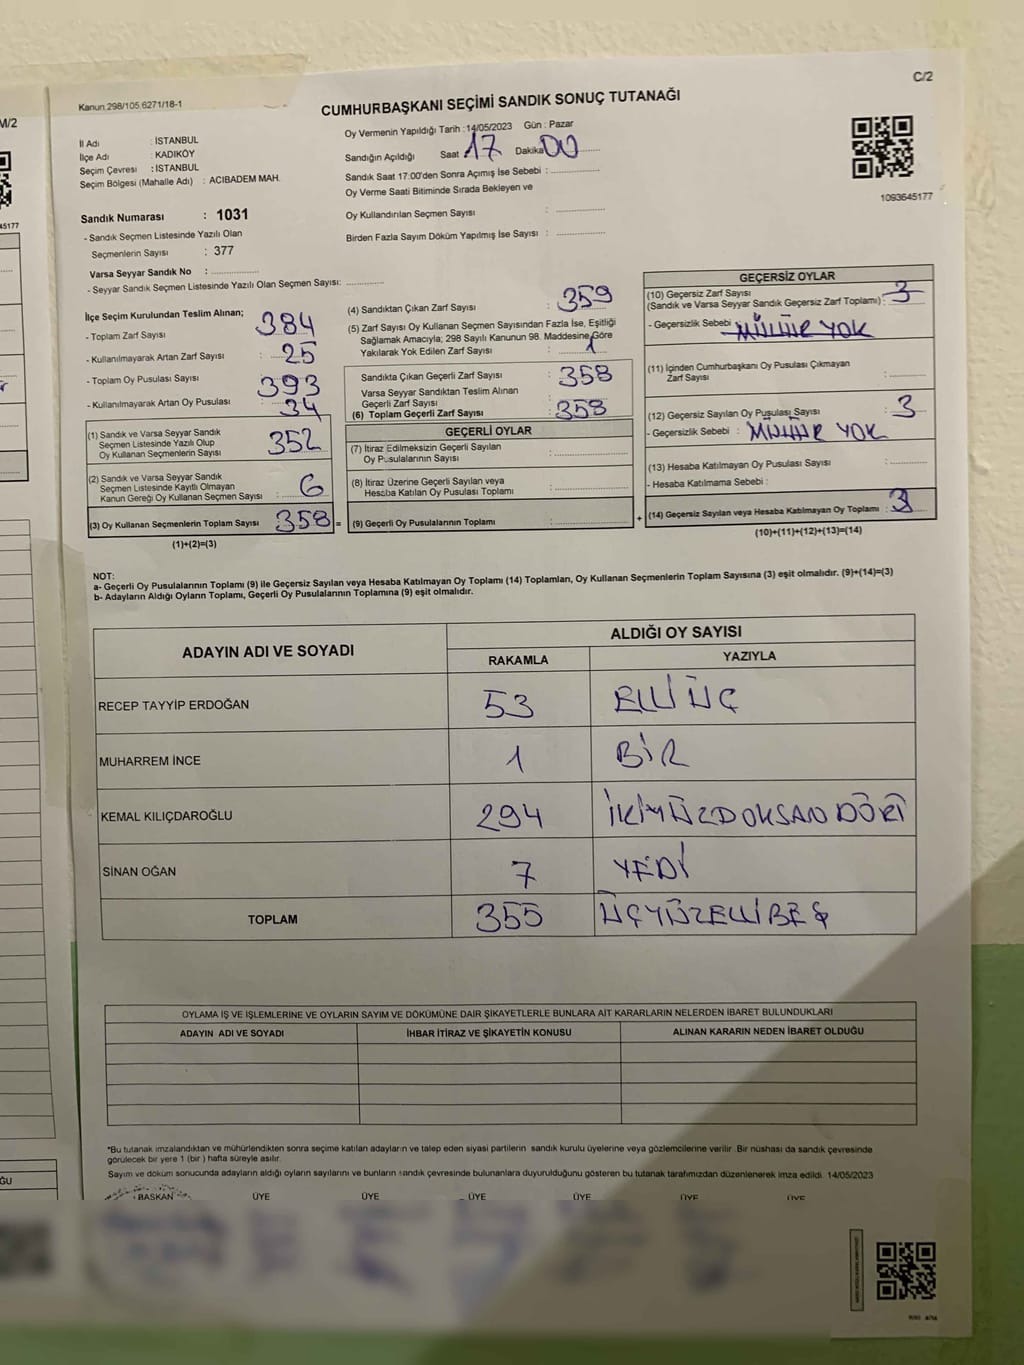 C/2
Kanun 298/105 6271/18-1
CUMHURBAŞKANI SEÇİMİ SANDIK SONUÇ TUTANAĞI
M/2
İl Adı : İSTANBUL
İlçe Adı : KADIKÖY
Seçim Çevresi : İSTANBUL
Seçim Bölgesi (Mahalle Adı) : ACIBADEM MAH.
Oy Vermenin Yapıldığı Tarih : 14/05/2023 Gün : Pazar
Sandığın Açıldığı Saat 17 Dakika 00
Sandık Saat 17:00'den Sonra Açımış İse Sebebi :
Oy Verme Saati Bitiminde Sırada Bekleyen ve
Oy Kullandırılan Seçmen Sayısı :
Birden Fazla Sayım Döküm Yapılmış İse Sayısı :
1093645177
45177
Sandık Numarası : 1031
- Sandık Seçmen Listesinde Yazılı Olan
Seçmenlerin Sayısı : 377
Varsa Seyyar Sandık No :
- Seyyar Sandık Seçmen Listesinde Yazılı Olan Seçmen Sayısı:
İlçe Seçim Kurulundan Teslim Alınan;
- Toplam Zarf Sayısı 384
- Kullanılmayarak Artan Zarf Sayısı : 25
- Toplam Oy Pusulası Sayısı 393
- Kullanılmayarak Artan Oy Pusulası : 34
(1) Sandık ve Varsa Seyyar Sandık
Seçmen Listesinde Yazılı Olup
Oy Kullanan Seçmenlerin Sayısı 352
(2) Sandık ve Varsa Seyyar Sandık
Seçmen Listesinde Kayıtlı Olmayan
Kanun Gereği Oy Kullanan Seçmen Sayısı : 6
(3) Oy Kullanan Seçmenlerin Toplam Sayısı 358 =
(1)+(2)=(3)
(4) Sandıktan Çıkan Zarf Sayısı : 359
(5) Zarf Sayısı Oy Kullanan Seçmen Sayısından Fazla İse, Eşitliği
Sağlamak Amacıyla; 298 Sayılı Kanunun 98. Maddesine Göre
Yakılarak Yok Edilen Zarf Sayısı : 1
Sandıkta Çıkan Geçerli Zarf Sayısı : 358
Varsa Seyyar Sandıktan Teslim Alınan
Geçerli Zarf Sayısı :
(6) Toplam Geçerli Zarf Sayısı : 358
GEÇERLİ OYLAR
(7) İtiraz Edilmeksizin Geçerli Sayılan
Oy Pusulalarının Sayısı :
(8) İtiraz Üzerine Geçerli Sayılan veya
Hesaba Katılan Oy Pusulası Toplamı :
(9) Geçerli Oy Pusulalarının Toplamı : +
GEÇERSİZ OYLAR
(10) Geçersiz Zarf Sayısı
(Sandık ve Varsa Seyyar Sandık Geçersiz Zarf Toplamı) : 3
- Geçersizlik Sebebi : MÜHÜR YOK
(11) İçinden Cumhurbaşkanı Oy Pusulası Çıkmayan
Zarf Sayısı :
(12) Geçersiz Sayılan Oy Pusulası Sayısı : 3
- Geçersizlik Sebebi : MÜHÜR YOK
(13) Hesaba Katılmayan Oy Pusulası Sayısı :
- Hesaba Katılmama Sebebi :
(14) Geçersiz Sayılan veya Hesaba Katılmayan Oy Toplamı : 3
(10)+(11)+(12)+(13)=(14)
NOT:
a- Geçerli Oy Pusulalarının Toplamı (9) ile Geçersiz Sayılan veya Hesaba Katılmayan Oy Toplamı (14) Toplamları, Oy Kullanan Seçmenlerin Toplam Sayısına (3) eşit olmalıdır. (9)+(14)=(3)
b- Adayların Aldığı Oyların Toplamı, Geçerli Oy Pusulalarının Toplamına (9) eşit olmalıdır.
ADAYIN ADI VE SOYADI
ALDIĞI OY SAYISI
RAKAMLA YAZIYLA
RECEP TAYYİP ERDOĞAN 53 ELLİ ÜÇ
MUHARREM İNCE 1 BİR
KEMAL KILIÇDAROĞLU 294 İKİYÜZDOKSAN DÖRT
SİNAN OĞAN 7 YEDİ
TOPLAM 355 ÜÇYÜZELLİBEŞ
OYLAMA İŞ VE İŞLEMLERİNE VE OYLARIN SAYIM VE DÖKÜMÜNE DAİR ŞİKAYETLERLE BUNLARA AİT KARARLARIN NELERDEN İBARET BULUNDUKLARI
ADAYIN ADI VE SOYADI İHBAR İTİRAZ VE ŞİKAYETİN KONUSU ALINAN KARARIN NEDEN İBARET OLDUĞU
*Bu tutanak imzalandıktan ve mühürlendikten sonra seçime katılan adayların ve talep eden siyasi partilerin sandık kurulu üyelerine veya gözlemcilerine verilir. Bir nüshası da sandık çevresinde
görülecek bir yere 1 (bir ) hafta süreyle asılır.
Sayım ve döküm sonucunda adayların aldığı oyların sayılarını ve bunların sandık çevresinde bulunanlara duyurulduğunu gösteren bu tutanak tarafımızdan düzenlenerek imza edildi. 14/05/2023
BAŞKAN ÜYE ÜYE ÜYE ÜYE ÜYE ÜYE
ĞU